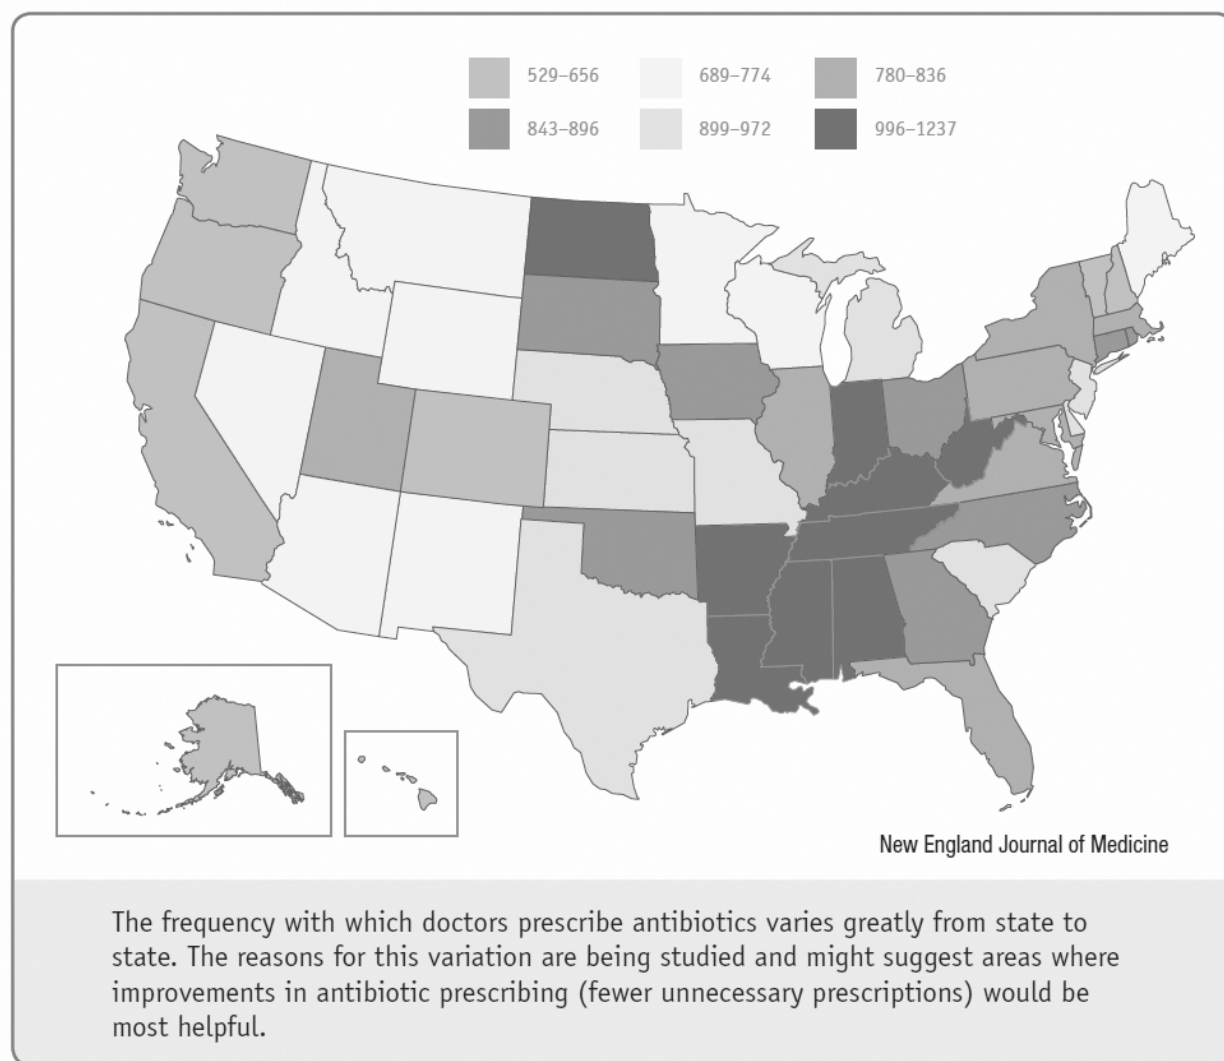 529–656
689–774
780–836
843–896
899–972
996–1237
New England Journal of Medicine
The frequency with which doctors prescribe antibiotics varies greatly from state to
state. The reasons for this variation are being studied and might suggest areas where
improvements in antibiotic prescribing (fewer unnecessary prescriptions) would be
most helpful.